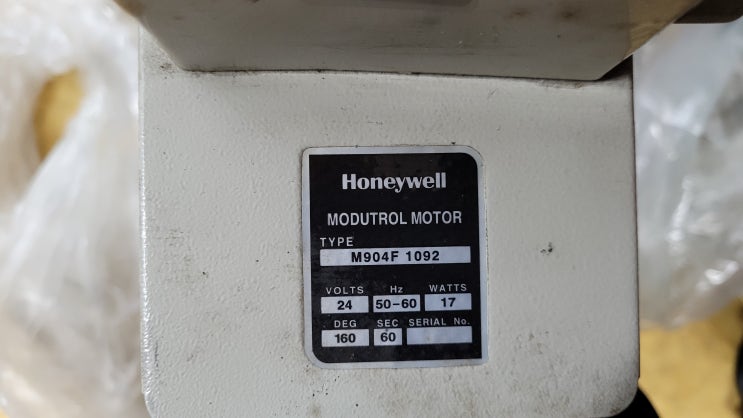 Honeywell
MODUTROL MOTOR
TYPE
M904F 1092
VOLTS Hz WATTS
24 50-60 17
DEG SEC SERIAL No.
160 60